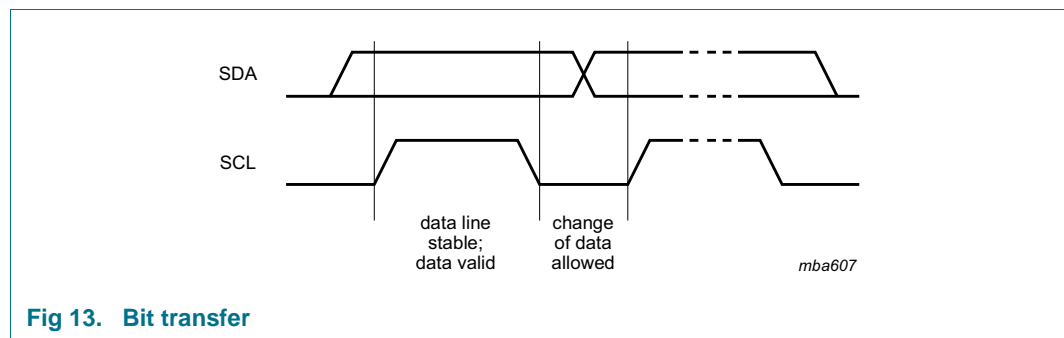 SDA
SCL
data line
stable;
data valid
change
of data
allowed
mba607
Fig 13. Bit transfer